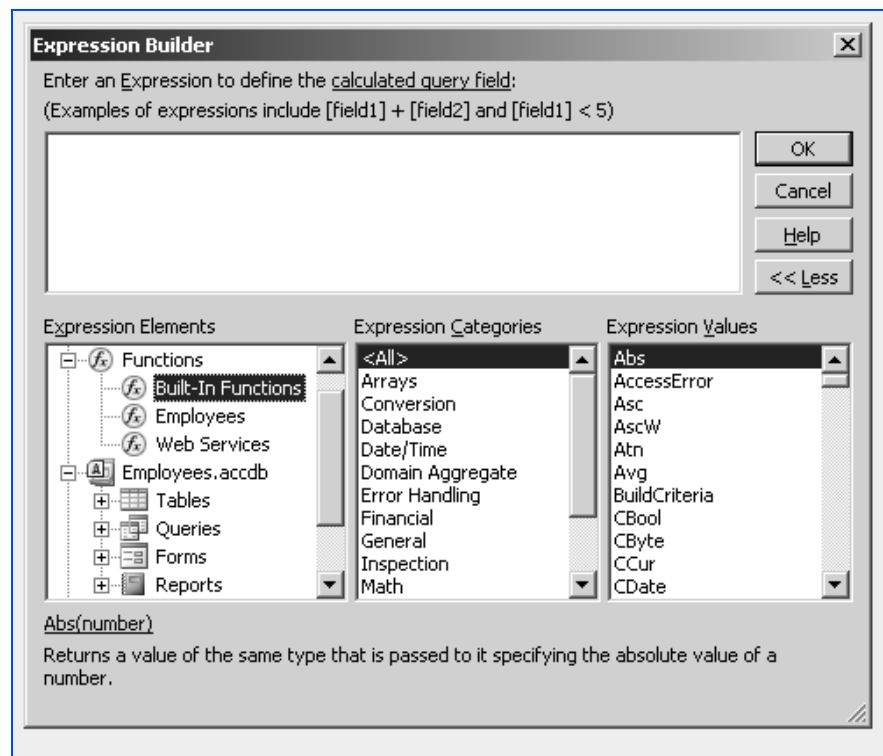 Expression Builder
Enter an Expression to define the calculated query field:
(Examples of expressions include [field1] + [field2] and [field1] < 5)
OK
Cancel
Help
<< Less
Expression Elements
Functions
Built-In Functions
Employees
Web Services
Employees.accdb
Tables
Queries
Forms
Reports
Expression Categories
<All>
Arrays
Conversion
Database
Date/Time
Domain Aggregate
Error Handling
Financial
General
Inspection
Math
Expression Values
Abs
AccessError
Asc
AscW
Atn
Avg
BuildCriteria
CBool
CByte
CCur
CDate
Abs(number)
Returns a value of the same type that is passed to it specifying the absolute value of a
number.